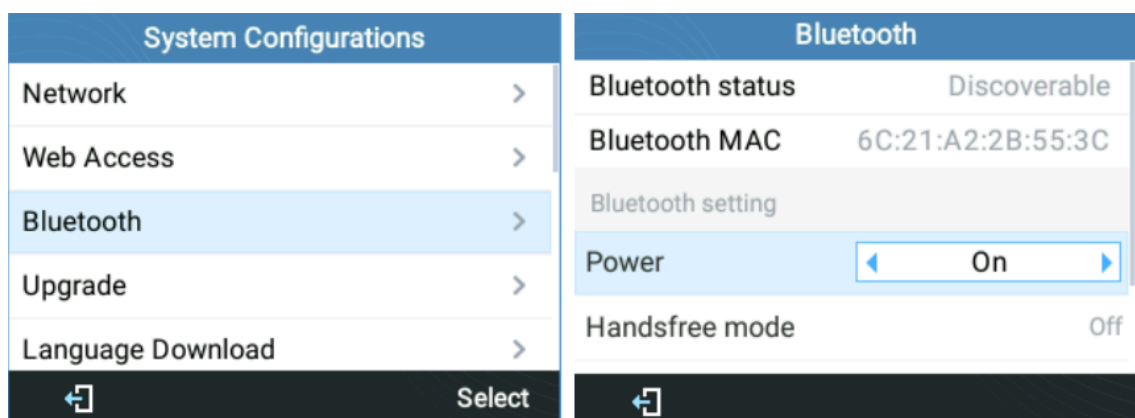 System Configurations
Network
Web Access
Bluetooth
Upgrade
Language Download
Select
Bluetooth
Bluetooth status Discoverable
Bluetooth MAC 6C:21:A2:2B:55:3C
Bluetooth setting
Power On
Handsfree mode Off